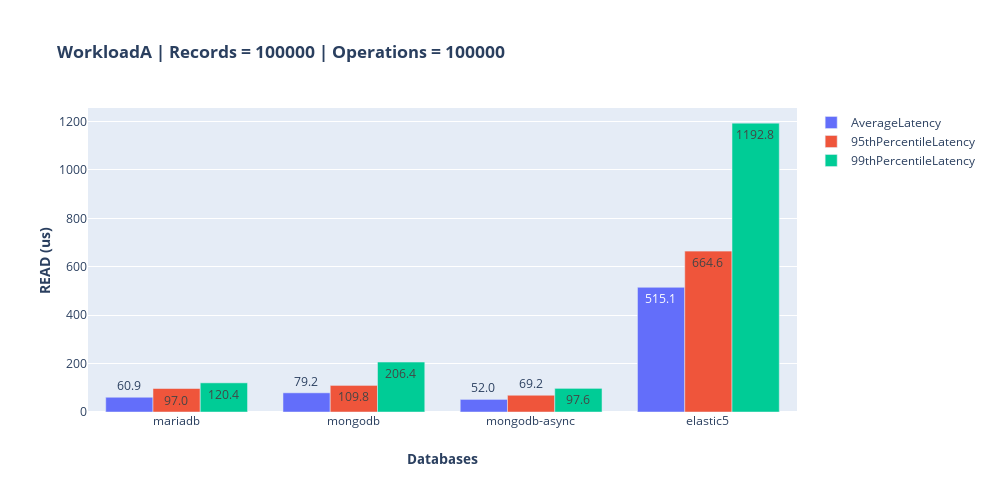 WorkloadA | Records = 100000 | Operations = 100000
AverageLatency
95thPercentileLatency
99thPercentileLatency
READ (us)
1200
1000
800
600
400
200
0
60.9
97.0
120.4
79.2
109.8
206.4
52.0
69.2
97.6
515.1
664.6
1192.8
mariadb
mongodb
mongodb-async
elastic5
Databases